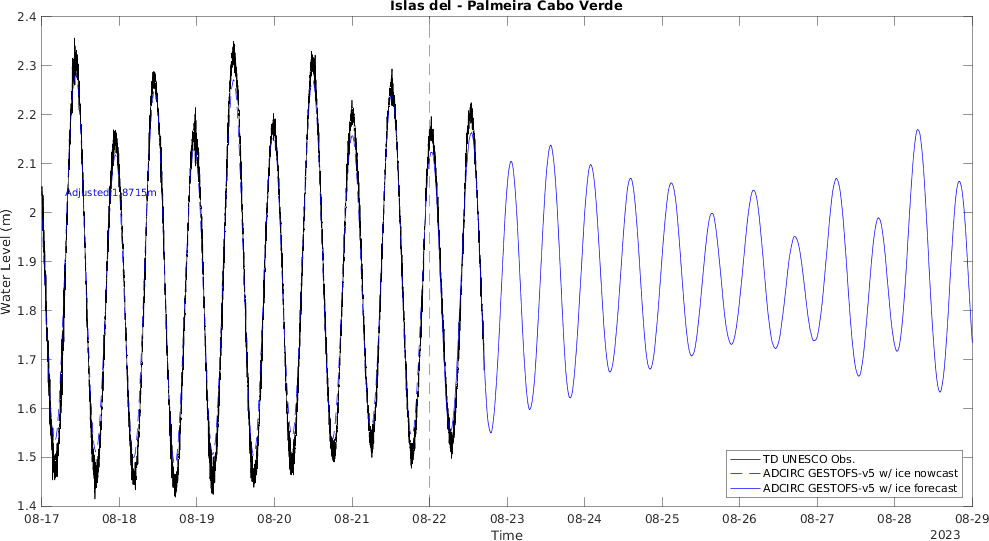 Islas del - Palmeira Cabo Verde
2.4
2.3
2.2
2.1
2
1.9
1.8
1.7
1.6
1.5
1.4
Water Level (m)
Adjusted 1.8715m
TD UNESCO Obs.
ADCIRC GESTOFS-v5 w/ ice nowcast
ADCIRC GESTOFS-v5 w/ ice forecast
08-17 08-18 08-19 08-20 08-21 08-22 08-23 08-24 08-25 08-26 08-27 08-28 08-29
Time
2023